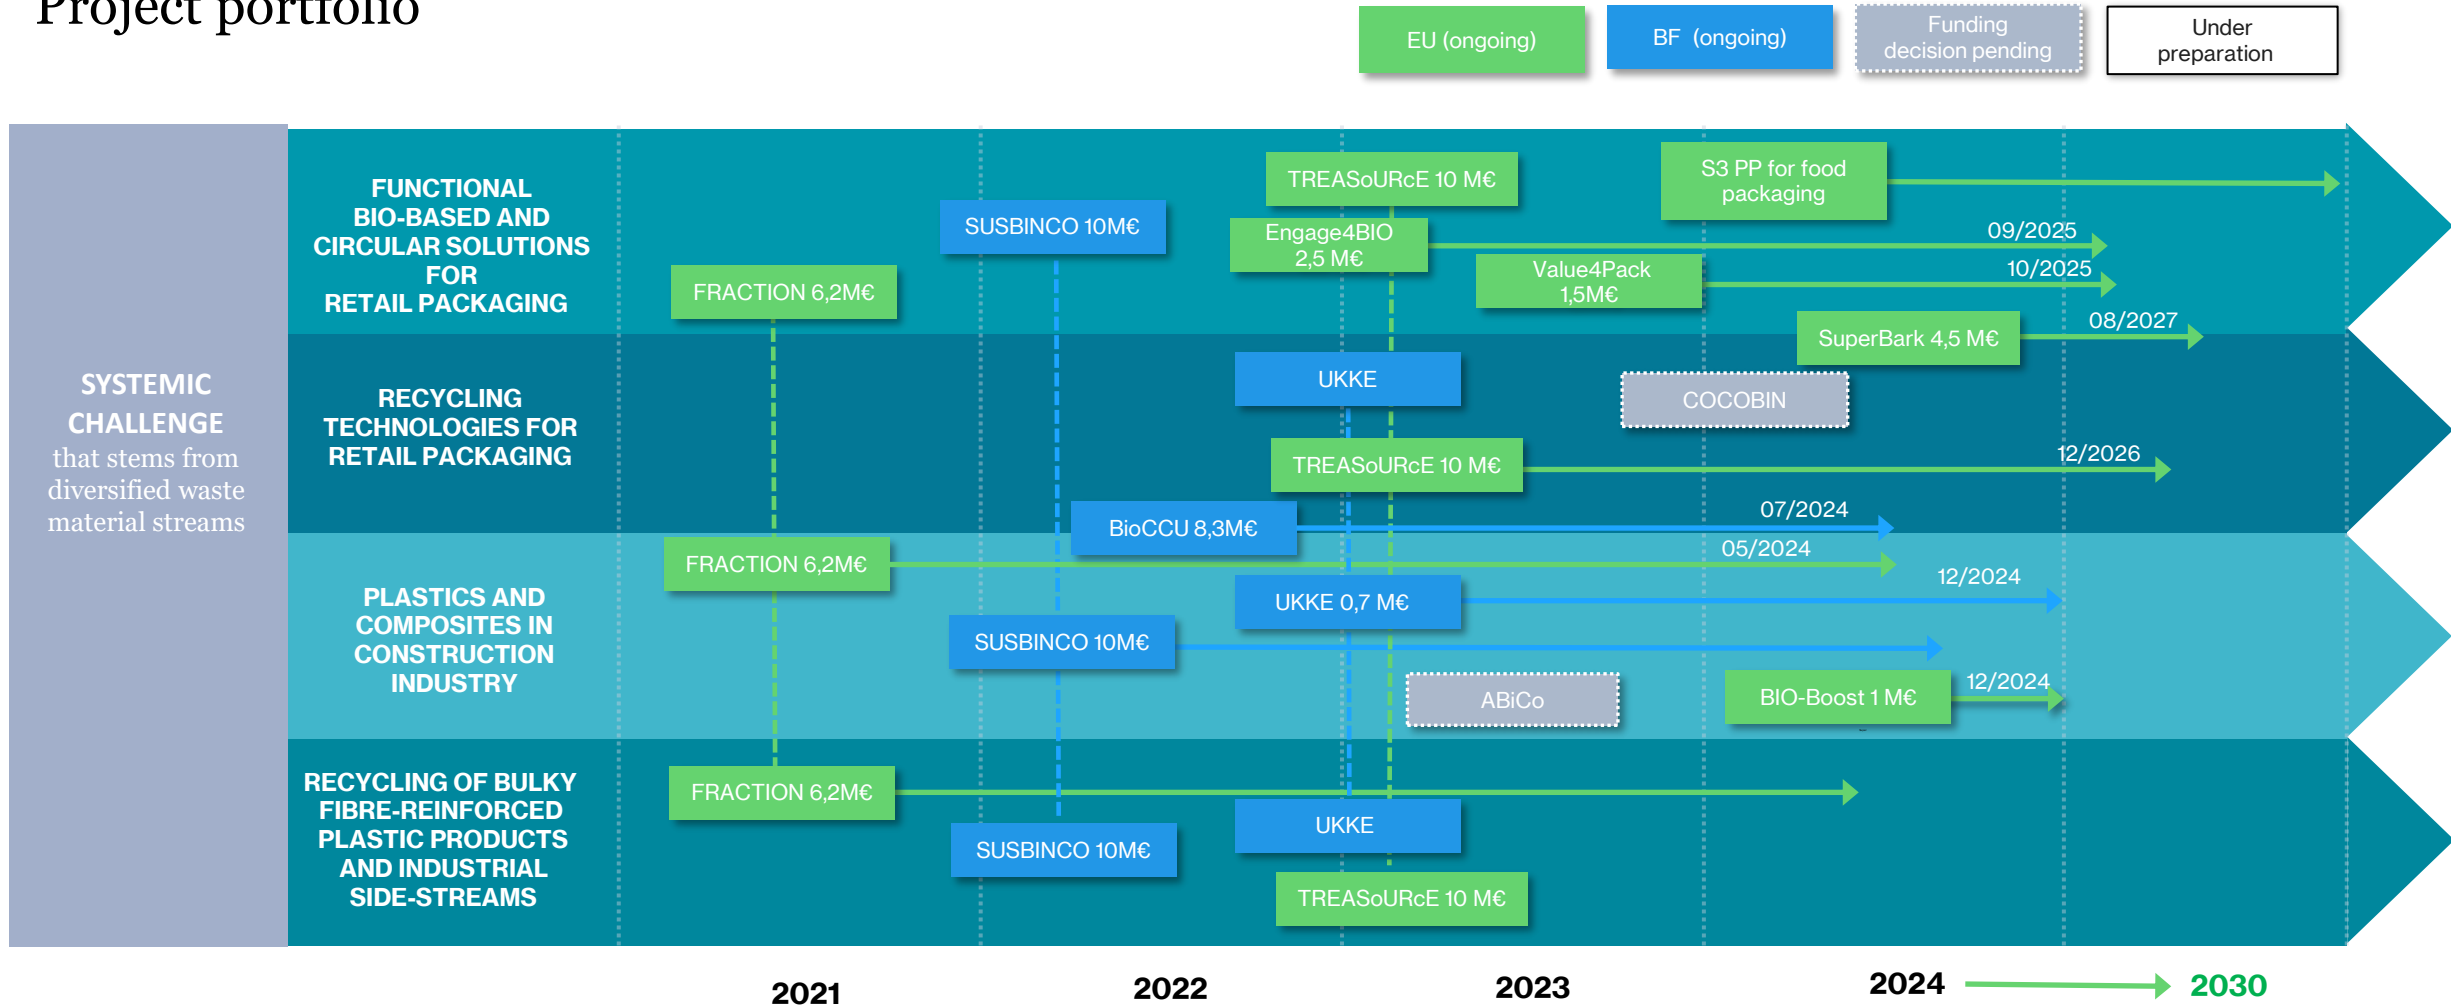 Project portfolio
EU (ongoing)
BF (ongoing)
Funding
decision pending
Under
preparation
SYSTEMIC
CHALLENGE
that stems from
diversified waste
material streams
FUNCTIONAL
BIO-BASED AND
CIRCULAR SOLUTIONS
FOR
RETAIL PACKAGING
FRACTION 6,2M€
SUSBINCO 10M€
TREASoURcE 10 M€
Engage4BIO
2,5 M€
09/2025
S3 PP for food
packaging
Value4Pack
1,5M€
10/2025
SuperBark 4,5 M€
08/2027
RECYCLING
TECHNOLOGIES FOR
RETAIL PACKAGING
UKKE
COCOBIN
TREASoURcE 10 M€
12/2026
BioCCU 8,3M€
07/2024
PLASTICS AND
COMPOSITES IN
CONSTRUCTION
INDUSTRY
FRACTION 6,2M€
05/2024
UKKE 0,7 M€
12/2024
SUSBINCO 10M€
ABiCo
BIO-Boost 1 M€
12/2024
RECYCLING OF BULKY
FIBRE-REINFORCED
PLASTIC PRODUCTS
AND INDUSTRIAL
SIDE-STREAMS
FRACTION 6,2M€
SUSBINCO 10M€
UKKE
TREASoURcE 10 M€
2021
2022
2023
2024
2030